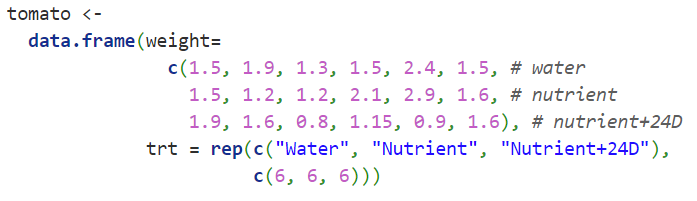 tomato <-
data.frame(weight=
c(1.5, 1.9, 1.3, 1.5, 2.4, 1.5, # water
1.5, 1.2, 1.2, 2.1, 2.9, 1.6, # nutrient
1.9, 1.6, 0.8, 1.15, 0.9, 1.6), # nutrient+24D
trt = rep(c("Water", "Nutrient", "Nutrient+24D"),
c(6, 6, 6)))